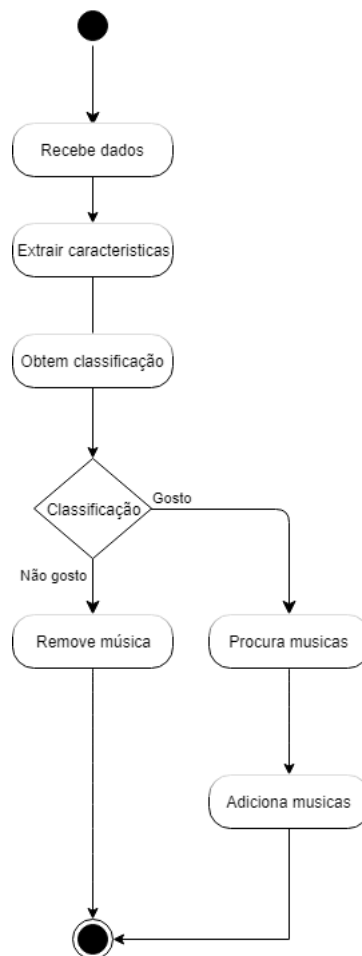 Recebe dados
Extrair caracteristicas
Obtem classificação
Classificação
Gosto
Não gosto
Remove música
Procura musicas
Adiciona musicas